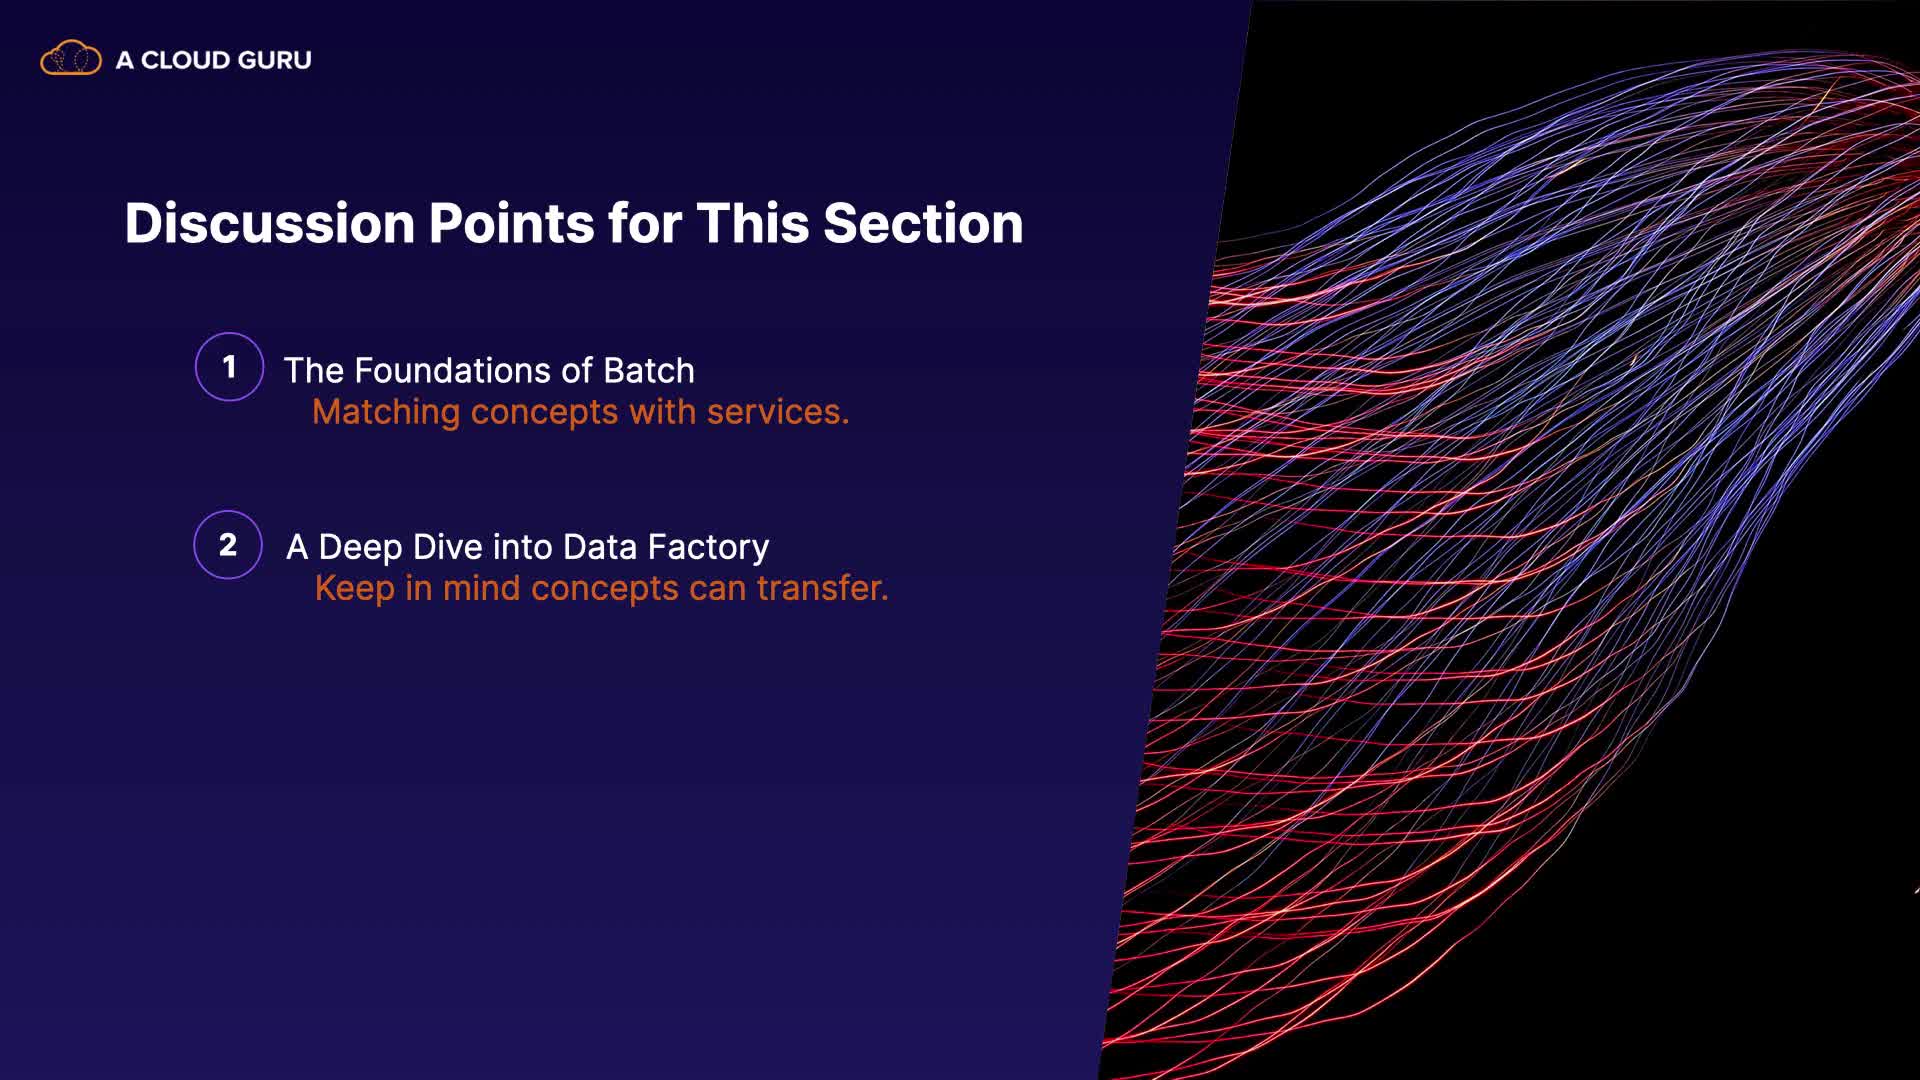 A CLOUD GURU
Discussion Points for This Section
1 The Foundations of Batch
Matching concepts with services.
2 A Deep Dive into Data Factory
Keep in mind concepts can transfer.